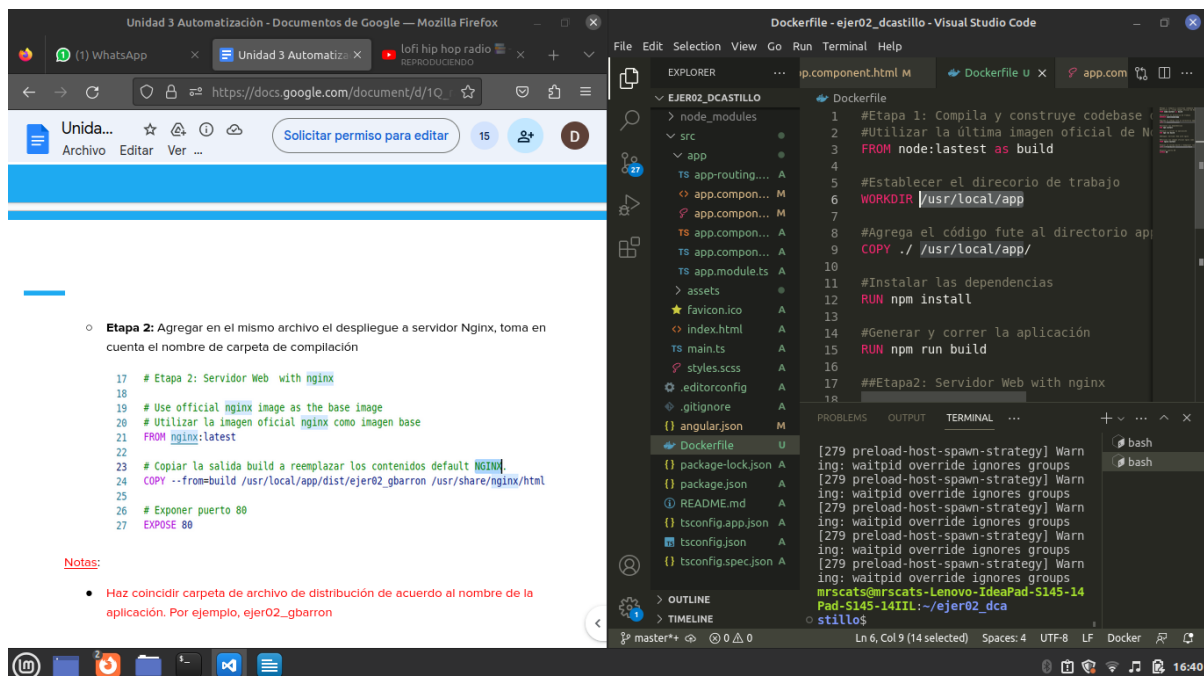 Unidad 3 Automatizaciòn - Documentos de Google — Mozilla Firefox
(1) WhatsApp
Unidad 3 Automatiza
lofi hip hop radio
REPRODUCIENDO
https://docs.google.com/document/d/1Q_
Unida...
Archivo Editar Ver ...
Solicitar permiso para editar
15
D
Etapa 2: Agregar en el mismo archivo el despliegue a servidor Nginx, toma en
cuenta el nombre de carpeta de compilación
17 # Etapa 2: Servidor Web with nginx
18
19 # Use official nginx image as the base image
20 # Utilizar la imagen oficial nginx como imagen base
21 FROM nginx:latest
22
23 # Copiar la salida build a reemplazar los contenidos default NGINX.
24 COPY --from=build /usr/local/app/dist/ejer02_gbarron /usr/share/nginx/html
25
26 # Exponer puerto 80
27 EXPOSE 80
Notas:
Haz coincidir carpeta de archivo de distribución de acuerdo al nombre de la
aplicación. Por ejemplo, ejer02_gbarron
Dockerfile - ejer02_dcastillo - Visual Studio Code
File Edit Selection View Go Run Terminal Help
EXPLORER
EJER02_DCASTILLO
node_modules
src
app
TS app-routing.... A
app.compon... M
app.compon... M
TS app.compon... A
TS app.compon... A
TS app.module.ts A
assets
favicon.ico A
index.html A
TS main.ts A
styles.scss A
.editorconfig A
.gitignore A
{} angular.json M
Dockerfile U
{} package-lock.json A
{} package.json A
README.md A
{} tsconfig.app.json A
tsconfig.json A
{} tsconfig.spec.json A
OUTLINE
TIMELINE
27
1
p.component.html M
Dockerfile U
app.com
Dockerfile
1 #Etapa 1: Compila y construye codebase
2 #Utilizar la última imagen oficial de
3 FROM node:lastest as build
4
5 #Establecer el direcorio de trabajo
6 WORKDIR /usr/local/app
7
8 #Agrega el código fute al directorio app
9 COPY ./ /usr/local/app/
10
11 #Instalar las dependencias
12 RUN npm install
13
14 #Generar y correr la aplicación
15 RUN npm run build
16
17 ##Etapa2: Servidor Web with nginx
18
PROBLEMS OUTPUT TERMINAL ...
bash
bash
[279 preload-host-spawn-strategy] Warn
ing: waitpid override ignores groups
[279 preload-host-spawn-strategy] Warn
ing: waitpid override ignores groups
[279 preload-host-spawn-strategy] Warn
ing: waitpid override ignores groups
[279 preload-host-spawn-strategy] Warn
ing: waitpid override ignores groups
[279 preload-host-spawn-strategy] Warn
ing: waitpid override ignores groups
mrscats@mrscats-Lenovo-IdeaPad-S145-14
Pad-S145-14IIL:~/ejer02_dca
stillo$
master*+ 0 0 Ln 6, Col 9 (14 selected) Spaces: 4 UTF-8 LF Docker
2
16:40